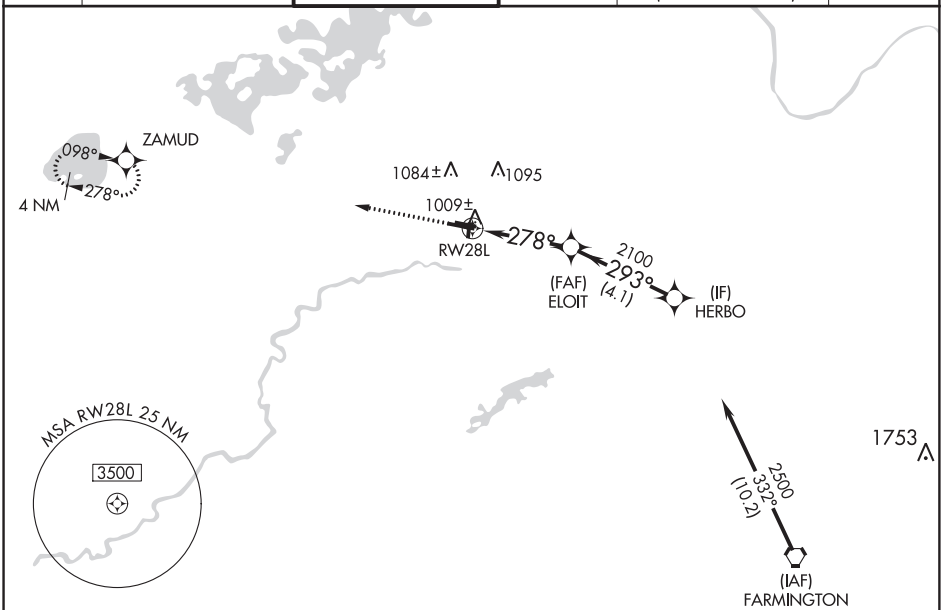 ZAMUD
098°
278°
4 NM
1084±
1095
1009±
RW28L
278°
(FAF)
ELOIT
2100
293°
(4.1)
(IF)
HERBO
MSA RW28L 25 NM
3500
1753
2500
332°
(10.2)
(IAF)
FARMINGTON